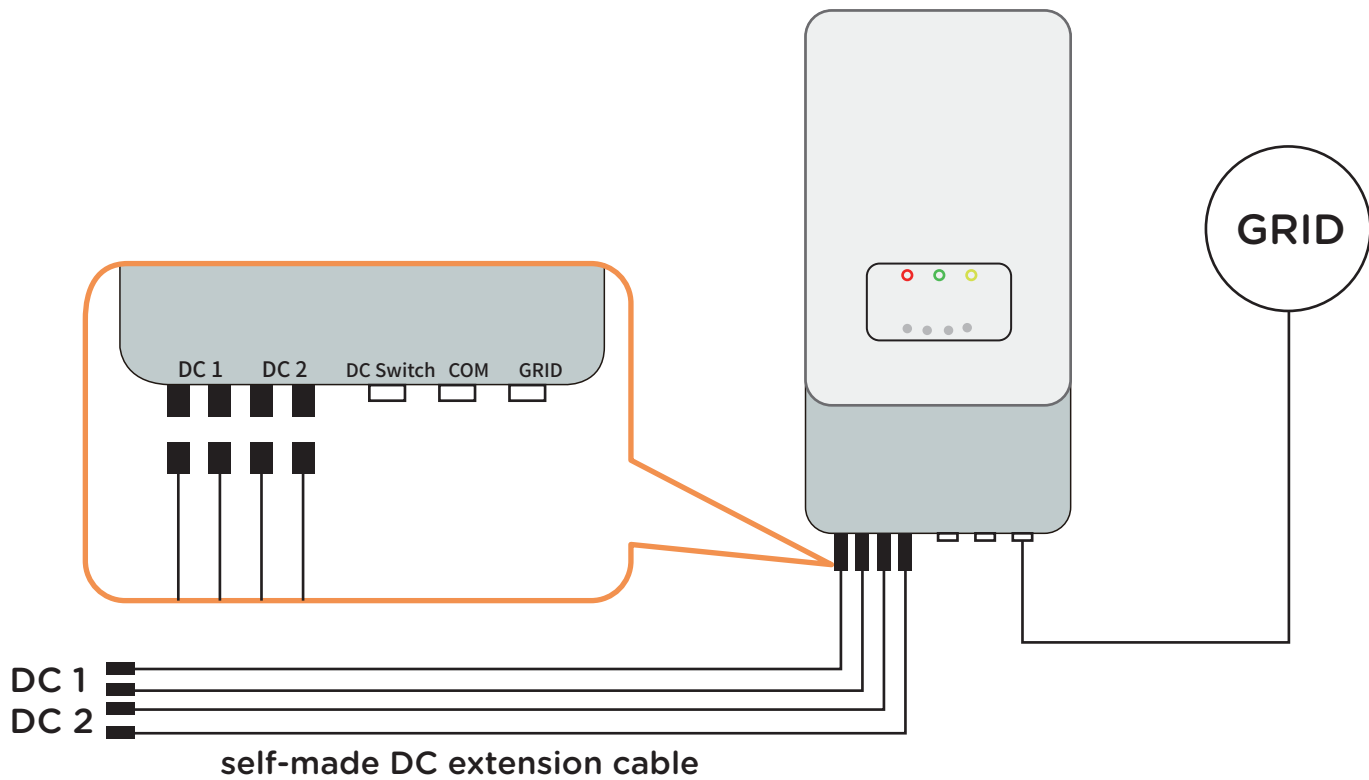 GRID
DC 1 DC 2 DC Switch COM GRID
DC 1
DC 2
self-made DC extension cable